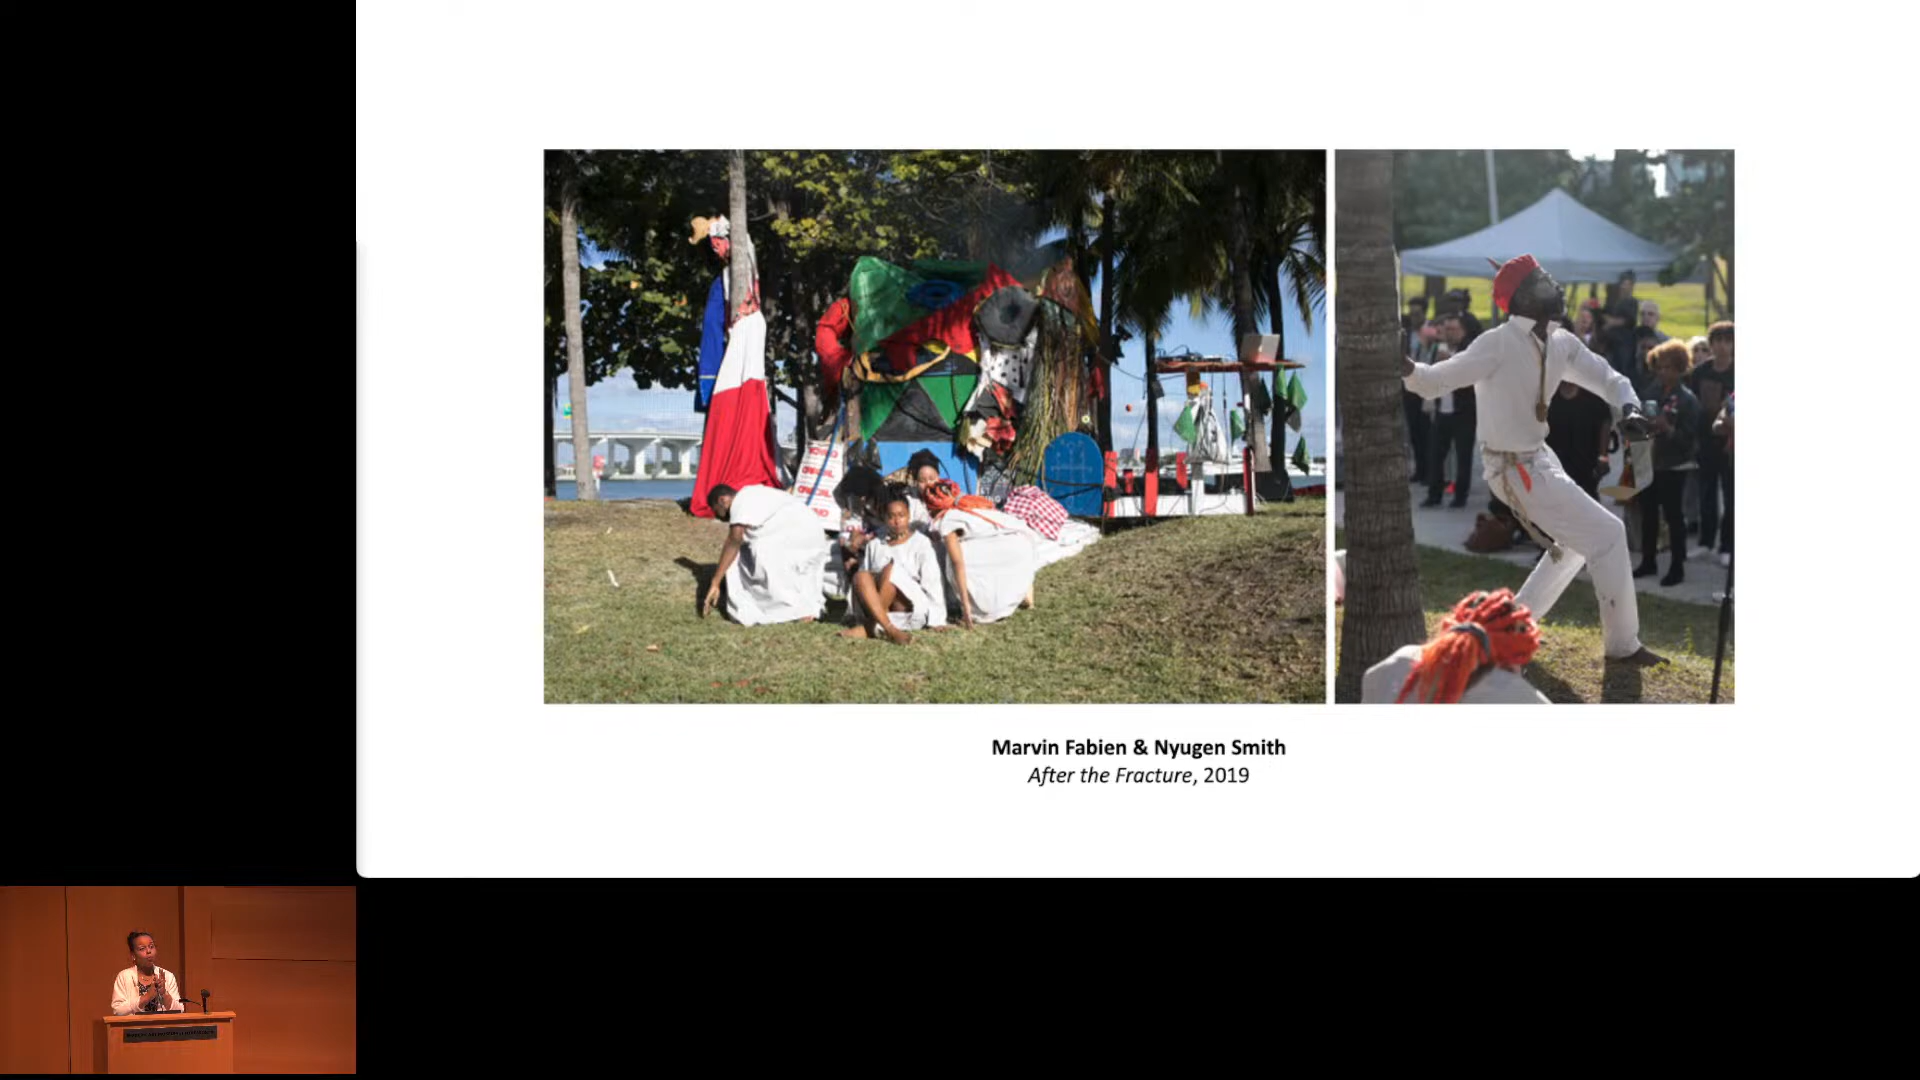 Marvin Fabien & Nyugen Smith
After the Fracture, 2019